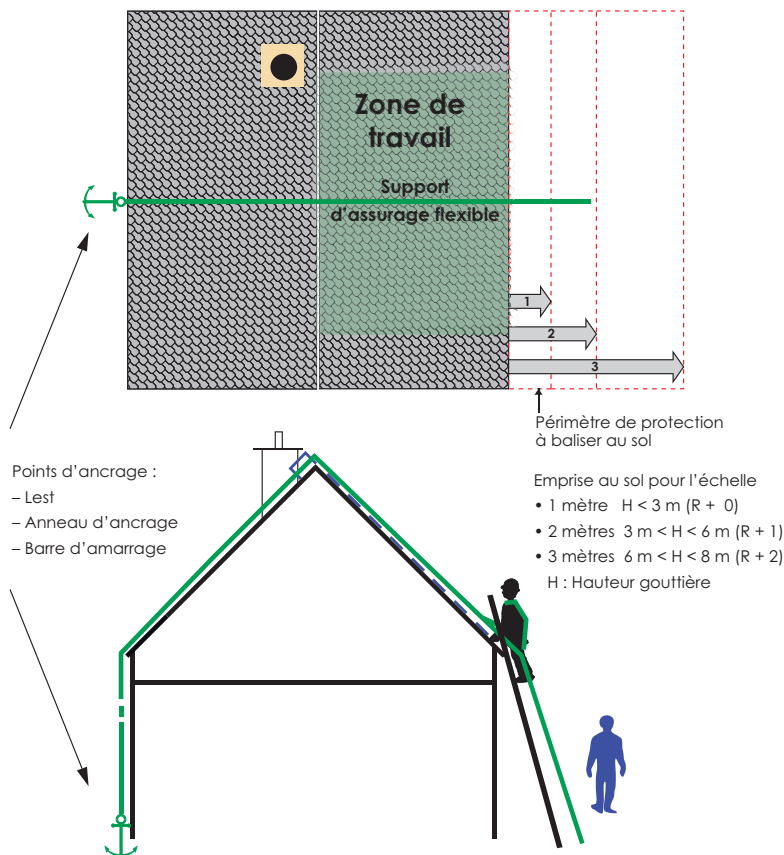 Zone de
travail
Support
d'assurage flexible
1
2
3
Périmètre de protection
à baliser au sol
Points d'ancrage :
– Lest
– Anneau d'ancrage
– Barre d'amarrage
Emprise au sol pour l'échelle
• 1 mètre H < 3 m (R + 0)
• 2 mètres 3 m < H < 6 m (R + 1)
• 3 mètres 6 m < H < 8 m (R + 2)
H : Hauteur gouttière